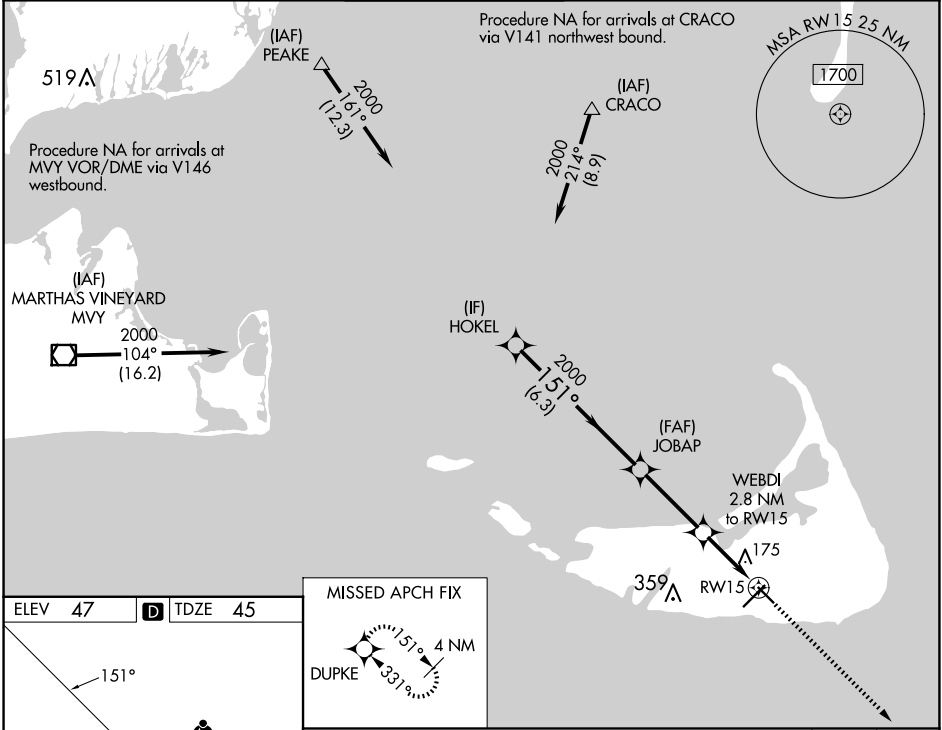 Procedure NA for arrivals at CRACO
via V141 northwest bound.
(IAF)
PEAKE
2000
161°
(12.3)
519
(IAF)
CRACO
2000
214°
(8.9)
MSA RW 15 25 NM
1700
Procedure NA for arrivals at
MVY VOR/DME via V146
westbound.
(IAF)
MARTHAS VINEYARD
MVY
2000
104°
(16.2)
(IF)
HOKEL
2000
151°
(6.3)
(FAF)
JOBAP
WEBDI
2.8 NM
to RW15
175
359
RW15
ELEV 47 D TDZE 45
151°
MISSED APCH FIX
DUPKE
151°
331°
4 NM